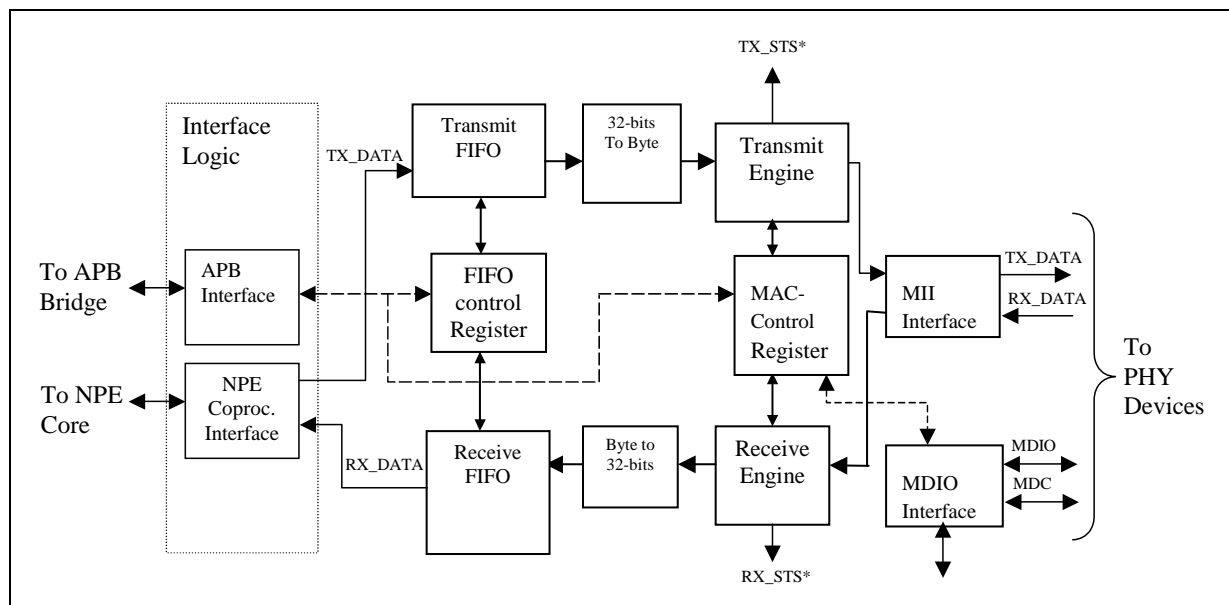 TX_STS*
Interface
Logic
TX_DATA
Transmit
FIFO
32-bits
To Byte
Transmit
Engine
To APB
Bridge
APB
Interface
FIFO
control
Register
MAC-
Control
Register
MII
Interface
TX_DATA
RX_DATA
To
PHY
Devices
To NPE
Core
NPE
Coproc.
Interface
RX_DATA
Receive
FIFO
Byte to
32-bits
Receive
Engine
MDIO
Interface
MDIO
MDC
RX_STS*